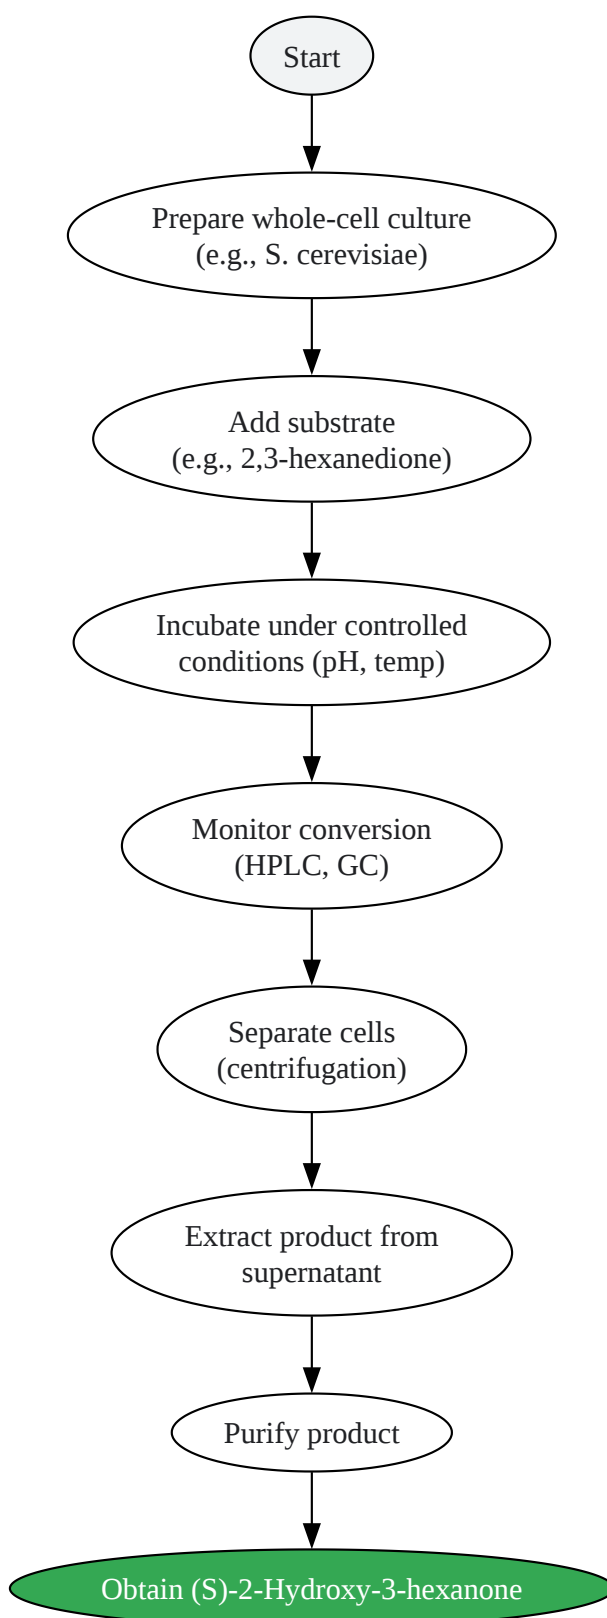 Start
Prepare whole-cell culture
(e.g., S. cerevisiae)
Add substrate
(e.g., 2,3-hexanedione)
Incubate under controlled
conditions (pH, temp)
Monitor conversion
(HPLC, GC)
Separate cells
(centrifugation)
Extract product from
supernatant
Purify product
Obtain (S)-2-Hydroxy-3-hexanone